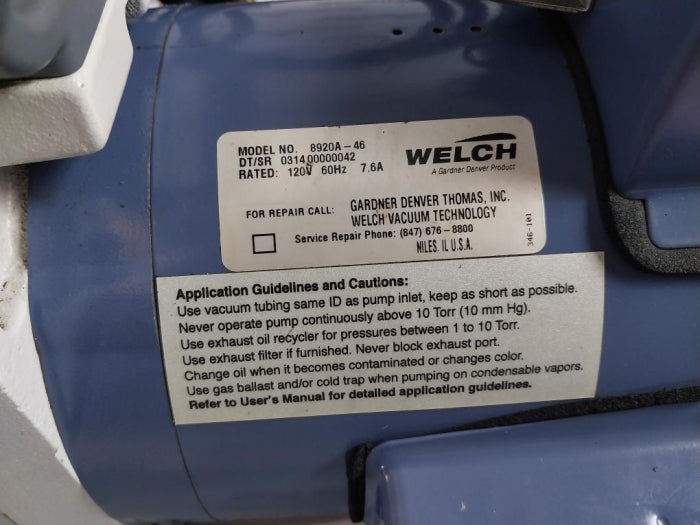 MODEL NO. 8920A-46
DT/SR 031400000042
RATED: 120V 60Hz 7.6A
WELCH
A Gardner Denver Product
FOR REPAIR CALL: GARDNER DENVER THOMAS, INC.
WELCH VACUUM TECHNOLOGY
Service Repair Phone: (847) 676-8800
NILES, IL U.S.A.
346-101
Application Guidelines and Cautions:
Use vacuum tubing same ID as pump inlet, keep as short as possible.
Never operate pump continuously above 10 Torr (10 mm Hg).
Use exhaust oil recycler for pressures between 1 to 10 Torr.
Use exhaust filter if furnished. Never block exhaust port.
Change oil when it becomes contaminated or changes color.
Use gas ballast and/or cold trap when pumping on condensable vapors.
Refer to User's Manual for detailed application guidelines.